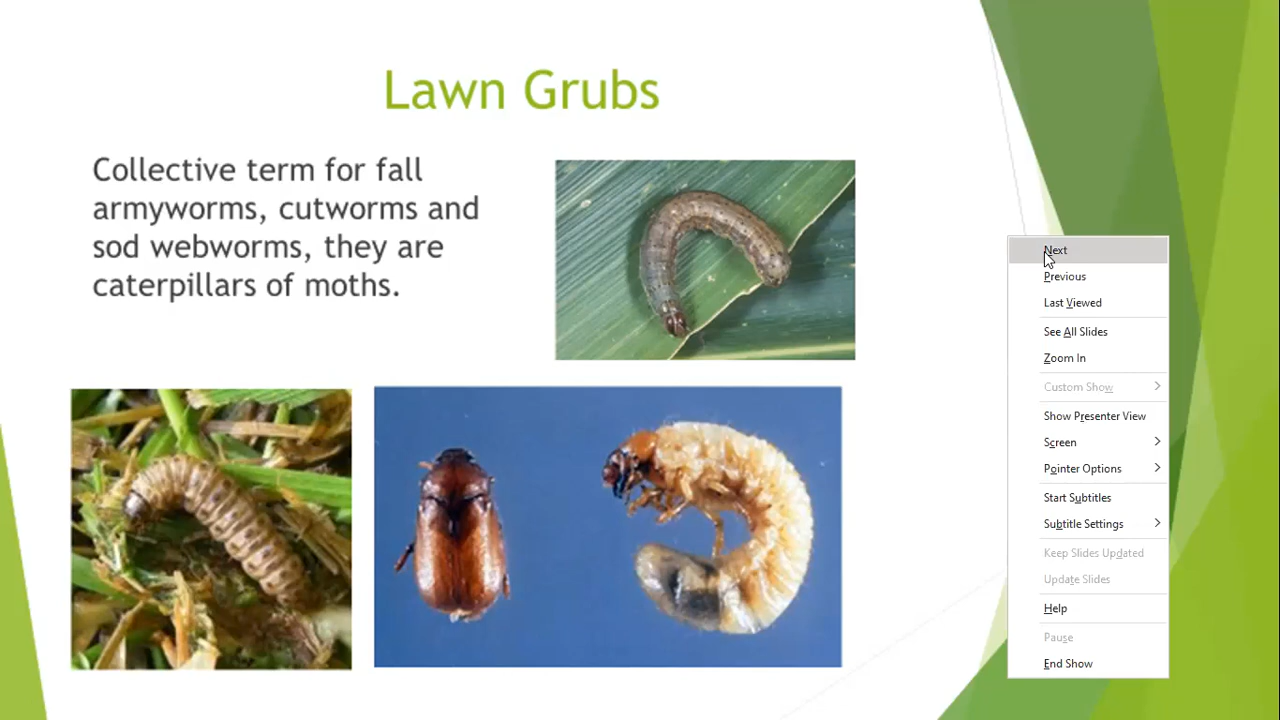 Lawn Grubs
Collective term for fall
armyworms, cutworms and
sod webworms, they are
caterpillars of moths.
Next
Previous
Last Viewed
See All Slides
Zoom In
Custom Show
Show Presenter View
Screen
Pointer Options
Start Subtitles
Subtitle Settings
Keep Slides Updated
Update Slides
Help
Pause
End Show